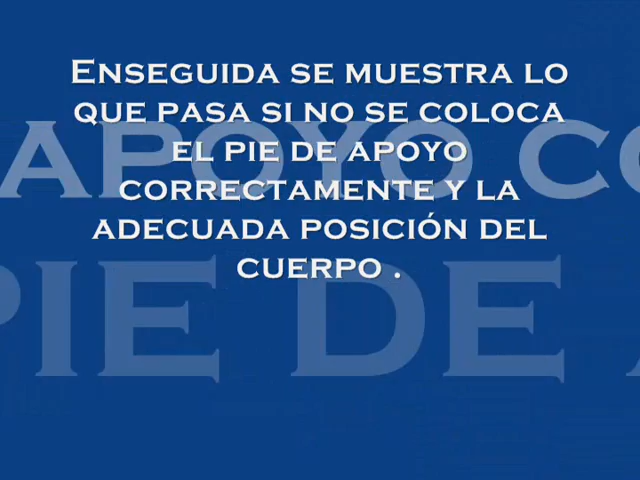 Enseguida se muestra lo
que pasa si no se coloca
el pie de apoyo
correctamente y la
adecuada posición del
cuerpo .
apoyo co
pie de a